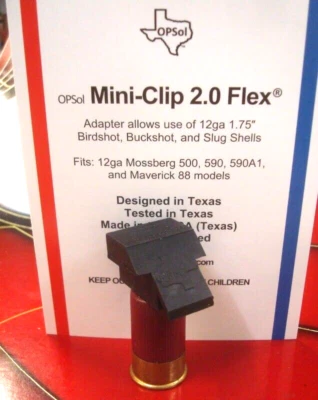 OPSol
OPSol Mini-Clip 2.0 Flex®
Adapter allows use of 12ga 1.75"
Birdshot, Buckshot, and Slug Shells
Fits: 12ga Mossberg 500, 590, 590A1,
and Maverick 88 models
Designed in Texas
Tested in Texas
Made (Texas)
KEEP CHILDREN